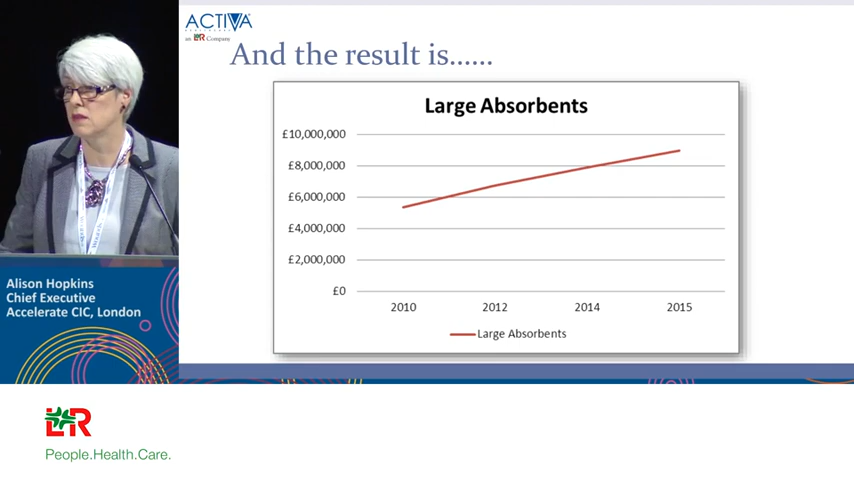 ACTIVA
HEALTHCARE
an L&R Company
And the result is......
Large Absorbents
£10,000,000
£8,000,000
£6,000,000
£4,000,000
£2,000,000
£0
2010 2012 2014 2015
Large Absorbents
Alison Hopkins
Chief Executive
Accelerate CIC, London
L&R
People.Health.Care.